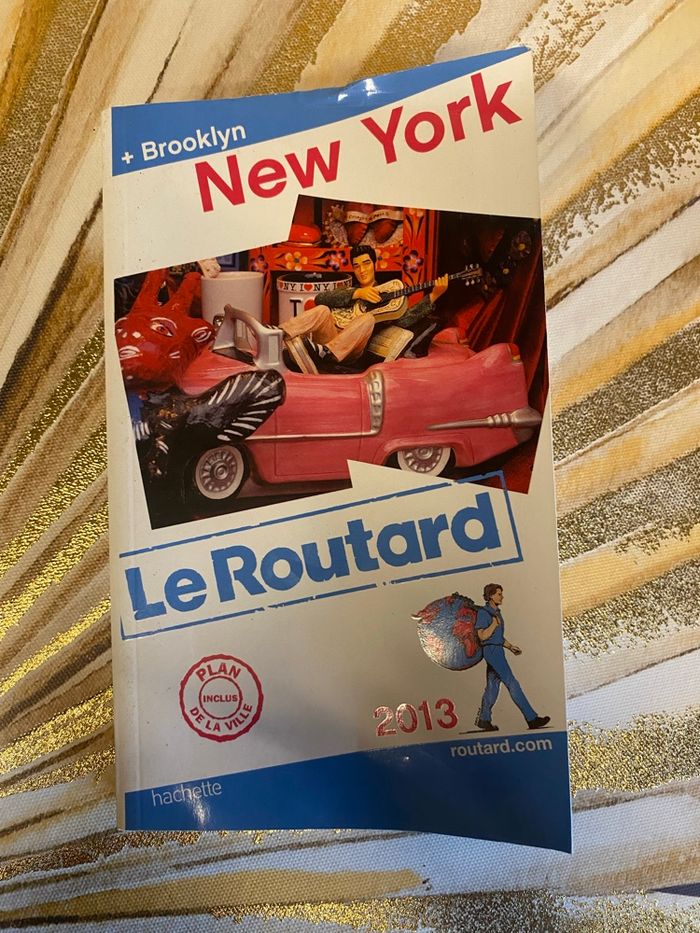 + Brooklyn
New York
NY I ♥ NY I ♥ NY
I
Le Routard
PLAN
INCLUS
DE LA VILLE
2013
routard.com
hachette